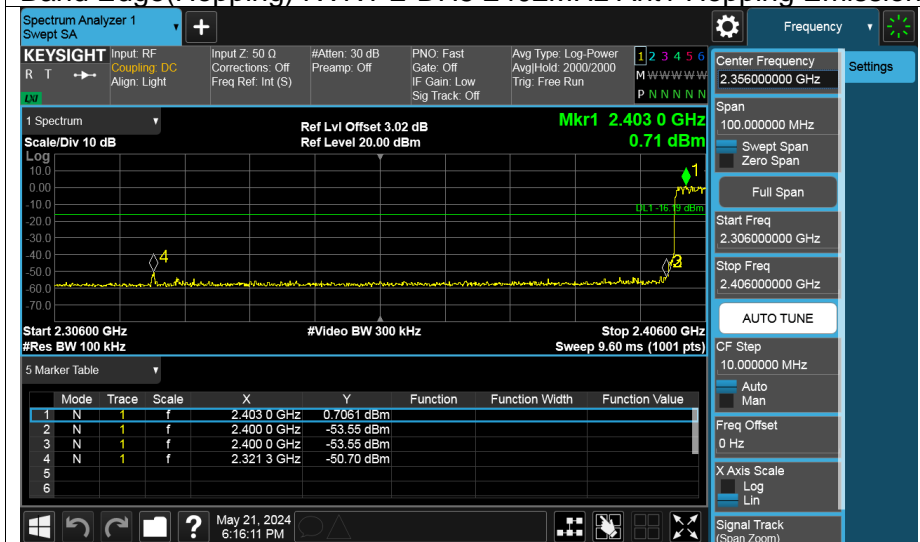 Spectrum Analyzer 1
Swept SA
+
Frequency
KEYSIGHT
R T
LXI
Input: RF
Coupling: DC
Align: Light
Input Z: 50 Ω
Corrections: Off
Freq Ref: Int (S)
#Atten: 30 dB
Preamp: Off
PNO: Fast
Gate: Off
IF Gain: Low
Sig Track: Off
Avg Type: Log-Power
Avg|Hold: 2000/2000
Trig: Free Run
1 2 3 4 5 6
M W W W W W
P N N N N N
1 Spectrum
Scale/Div 10 dB
Ref Lvl Offset 3.02 dB
Ref Level 20.00 dBm
Mkr1 2.403 0 GHz
0.71 dBm
Log
10.0
0.00
-10.0
-20.0
-30.0
-40.0
-50.0
-60.0
-70.0
1
DL1 -16.19 dBm
4
Start 2.30600 GHz
#Res BW 100 kHz
#Video BW 300 kHz
Stop 2.40600 GHz
Sweep 9.60 ms (1001 pts)
5 Marker Table
Mode Trace Scale X Y Function Function Width Function Value
1 N 1 f 2.403 0 GHz 0.7061 dBm
2 N 1 f 2.400 0 GHz -53.55 dBm
3 N 1 f 2.400 0 GHz -53.55 dBm
4 N 1 f 2.321 3 GHz -50.70 dBm
5
6
?
May 21, 2024
6:16:11 PM
Center Frequency
2.356000000 GHz
Settings
Span
100.000000 MHz
Swept Span
Zero Span
Full Span
Start Freq
2.306000000 GHz
Stop Freq
2.406000000 GHz
AUTO TUNE
CF Step
10.000000 MHz
Auto
Man
Freq Offset
0 Hz
X Axis Scale
Log
Lin
Signal Track
(Span Zoom)